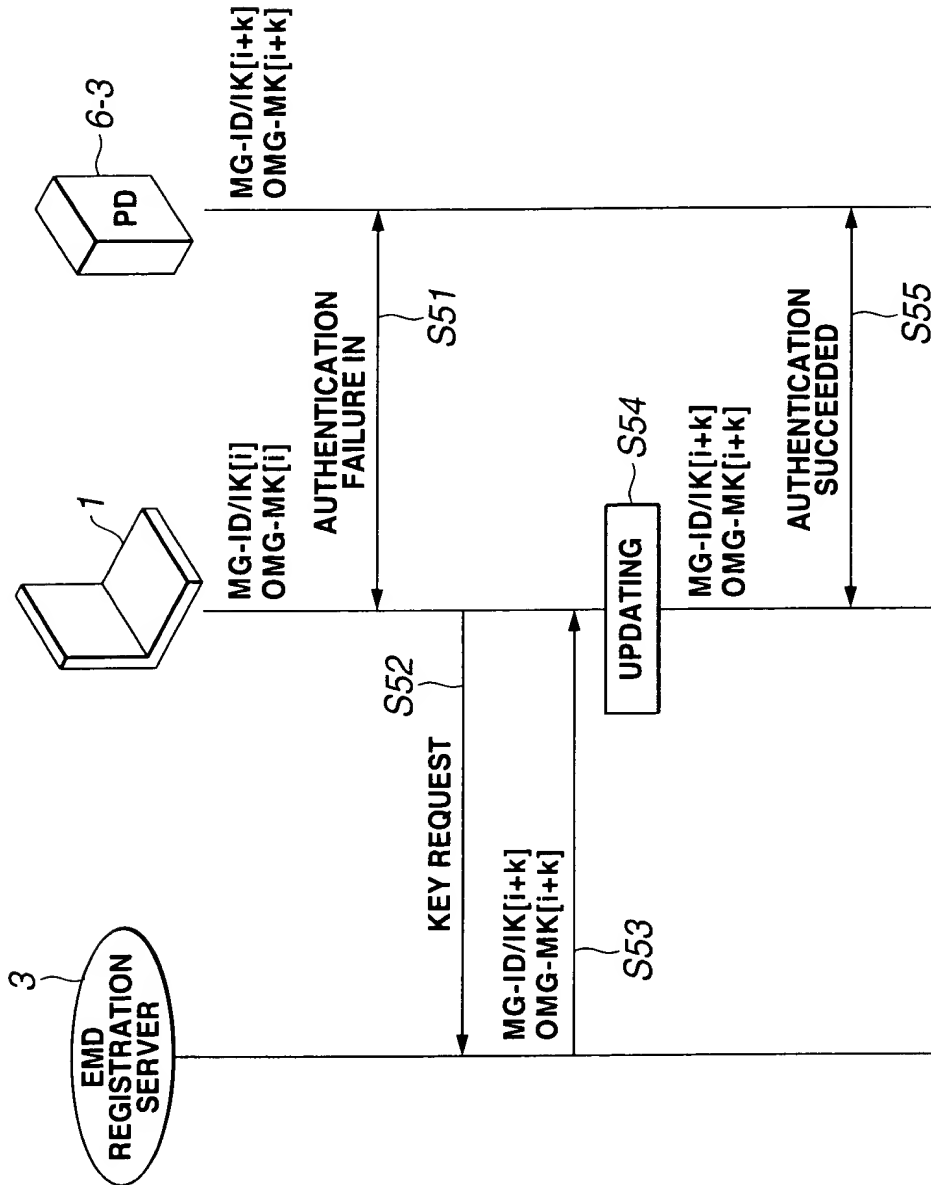 3
EMD
REGISTRATION
SERVER
1
6-3
PD
MG-ID/IK[i]
OMG-MK[i]
MG-ID/IK[i+k]
OMG-MK[i+k]
AUTHENTICATION
FAILURE IN
S51
S52
KEY REQUEST
MG-ID/IK[i+k]
OMG-MK[i+k]
S53
UPDATING
S54
MG-ID/IK[i+k]
OMG-MK[i+k]
AUTHENTICATION
SUCCEEDED
S55